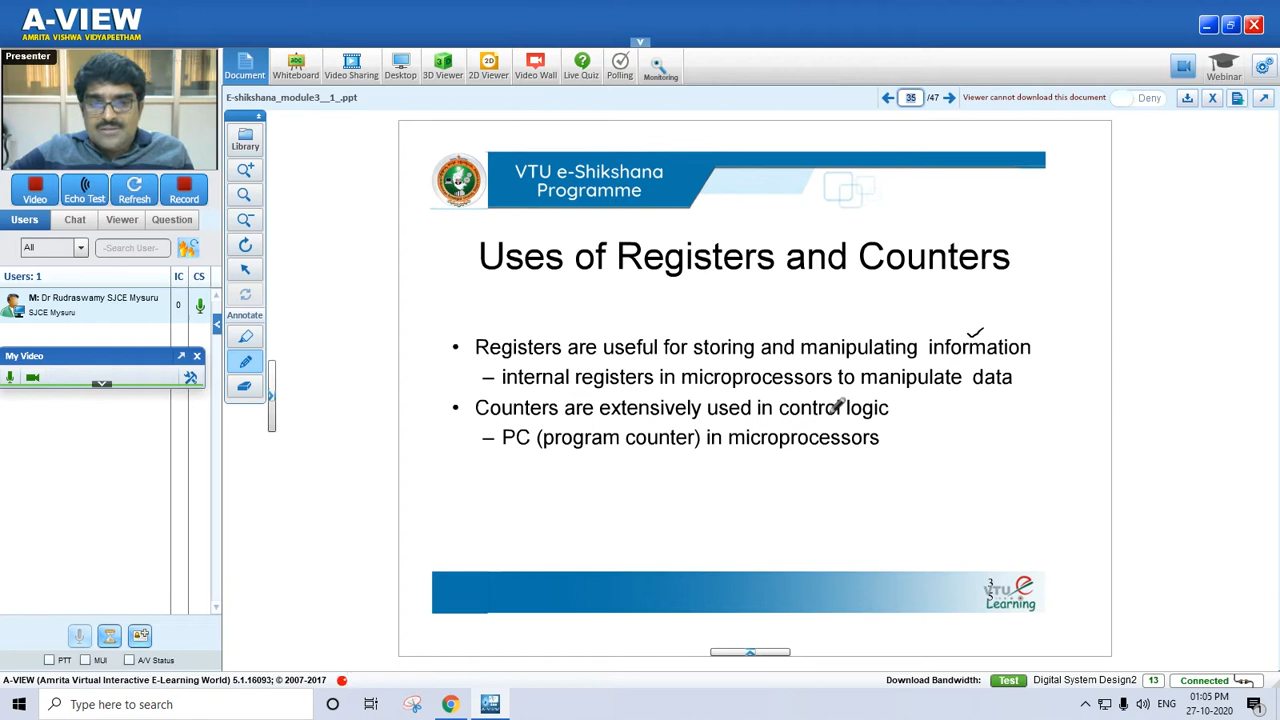 A-VIEW
AMRITA VISHWA VIDYAPEETHAM
Presenter
Document
Whiteboard
Video Sharing
Desktop
3D Viewer
2D Viewer
Video Wall
Live Quiz
Polling
Monitoring
Webinar
E-shikshana_module3__1_.ppt
35 /47
Viewer cannot download this document
Deny
Library
Video
Echo Test
Refresh
Record
Users Chat Viewer Question
All
-Search User-
Users: 1 IC CS
M: Dr Rudraswamy SJCE Mysuru 0
SJCE Mysuru
Annotate
My Video
VTU e-Shikshana
Programme
Uses of Registers and Counters
• Registers are useful for storing and manipulating information
– internal registers in microprocessors to manipulate data
• Counters are extensively used in control logic
– PC (program counter) in microprocessors
3
5
VTU e
Learning
PTT MUI A/V Status
A-VIEW (Amrita Virtual Interactive E-Learning World) 5.1.16093; © 2007-2017
Download Bandwidth: Test Digital System Design2 13 Connected
Type here to search
ENG
01:05 PM
27-10-2020
1